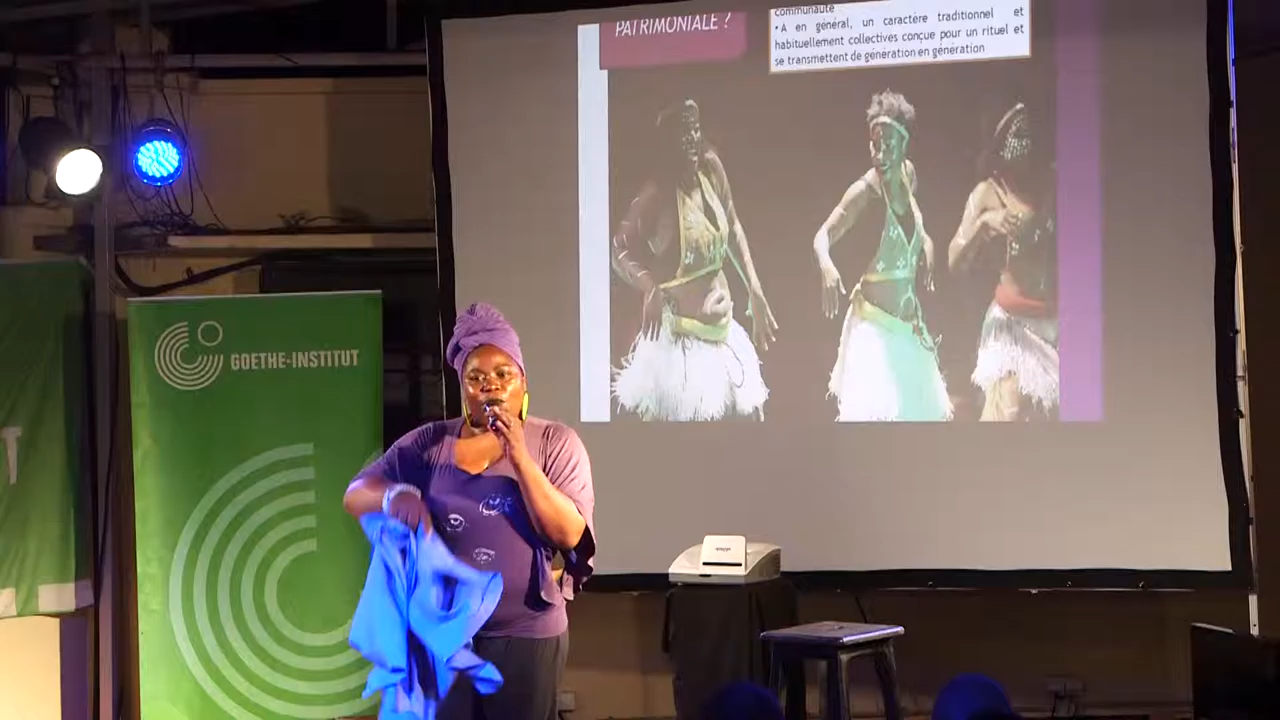 PATRIMONIALE ?
communauté
• A en général, un caractère traditionnel et
habituellement collectives conçue pour un rituel et
se transmettent de génération en génération
GOETHE-INSTITUT
T